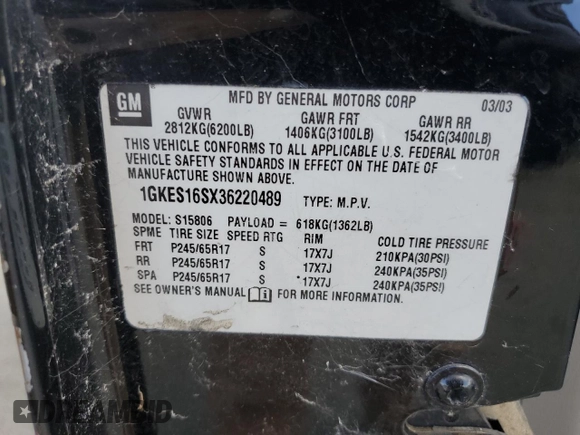 GM
MFD BY GENERAL MOTORS CORP 03/03
GVWR GAWR FRT GAWR RR
2812KG(6200LB) 1406KG(3100LB) 1542KG(3400LB)
THIS VEHICLE CONFORMS TO ALL APPLICABLE U.S. FEDERAL MOTOR
VEHICLE SAFETY STANDARDS IN EFFECT ON THE DATE OF
MANUFACTURE SHOWN ABOVE.
1GKES16SX36220489 TYPE: M.P.V.
MODEL: S15806 PAYLOAD = 618KG(1362LB)
SPME TIRE SIZE SPEED RTG RIM COLD TIRE PRESSURE
FRT P245/65R17 S 17X7J 210KPA(30PSI)
RR P245/65R17 S 17X7J 240KPA(35PSI)
SPA P245/65R17 S 17X7J 240KPA(35PSI)
SEE OWNER'S MANUAL FOR MORE INFORMATION.
DREAMBID